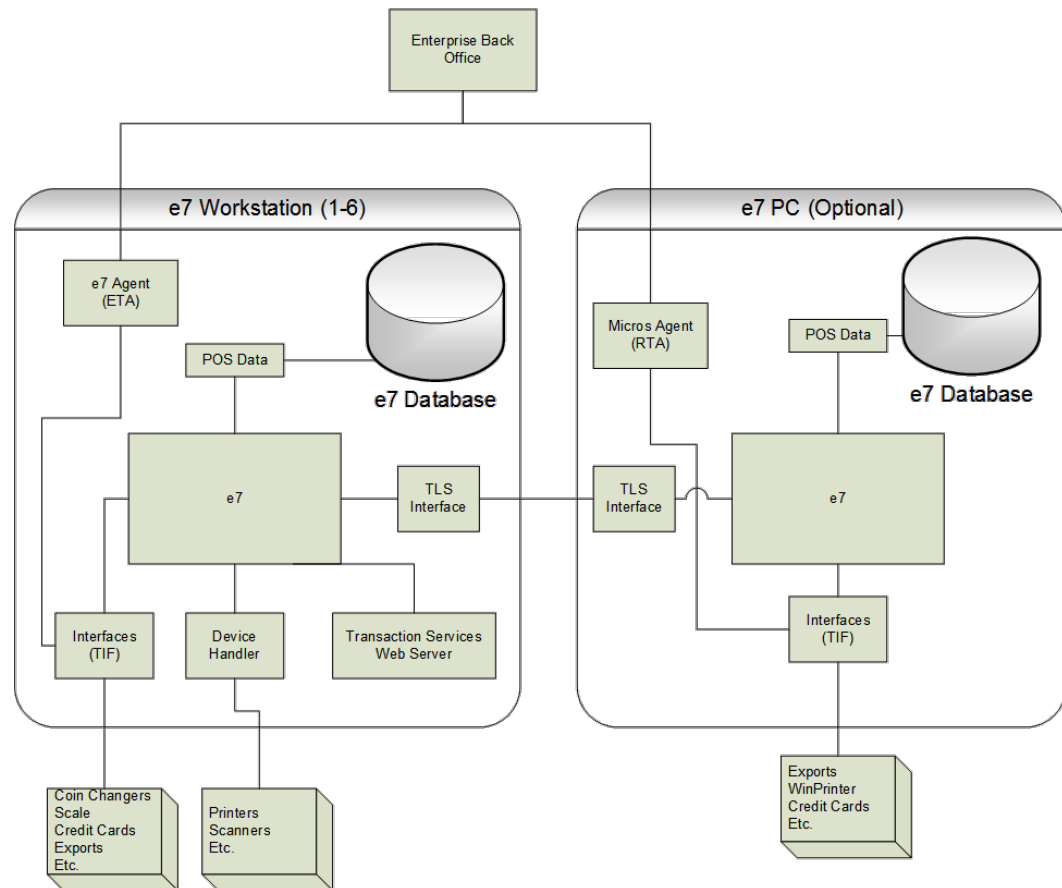 Enterprise Back
Office
e7 Workstation (1-6)
e7 Agent
(ETA)
POS Data
e7 Database
e7
TLS
Interface
Interfaces
(TIF)
Device
Handler
Transaction Services
Web Server
Coin Changers
Scale
Credit Cards
Exports
Etc.
Printers
Scanners
Etc.
e7 PC (Optional)
Micros Agent
(RTA)
POS Data
e7 Database
TLS
Interface
e7
Interfaces
(TIF)
Exports
WinPrinter
Credit Cards
Etc.